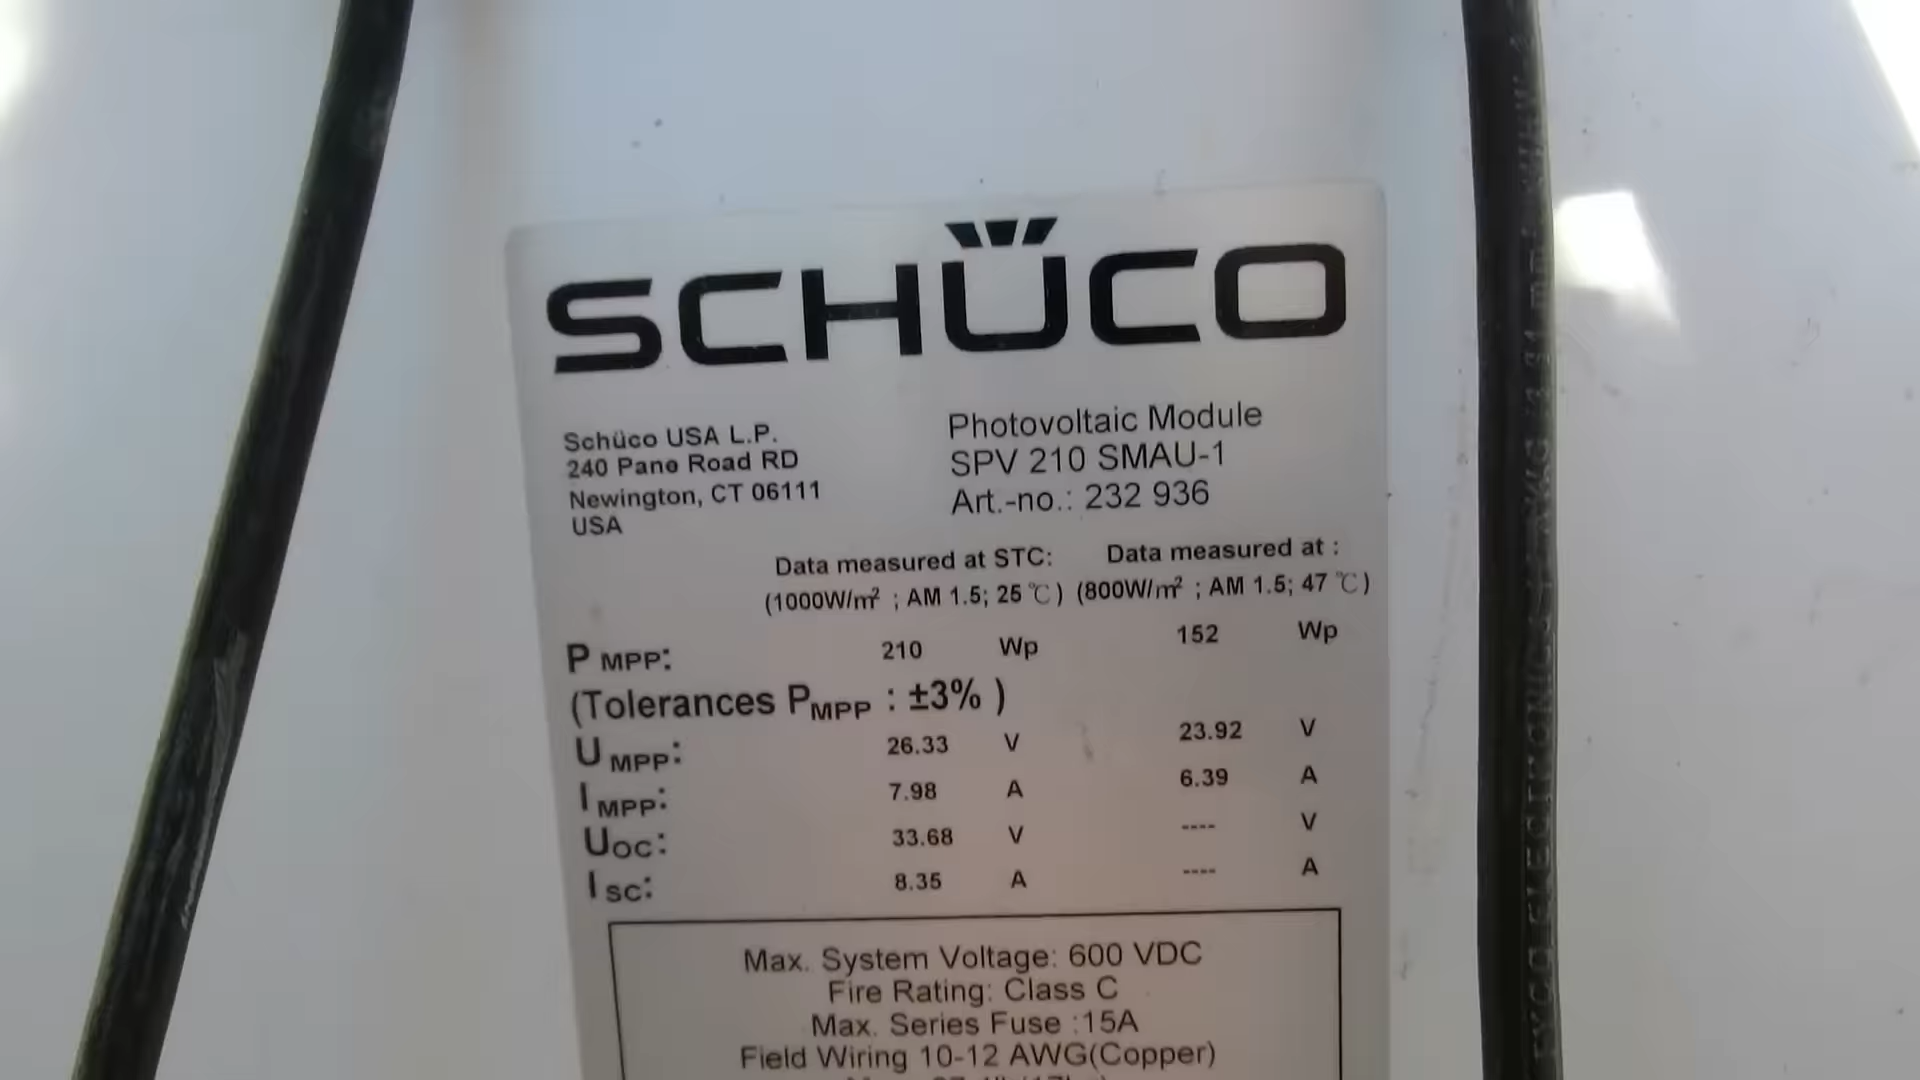 SCHÜCO
Schüco USA L.P.
240 Pane Road RD
Newington, CT 06111
USA
Photovoltaic Module
SPV 210 SMAU-1
Art.-no.: 232 936
Data measured at STC: Data measured at :
(1000W/m² ; AM 1.5; 25 ℃) (800W/m² ; AM 1.5; 47 ℃)
P MPP: 210 Wp 152 Wp
(Tolerances PMPP : ±3% )
U MPP: 26.33 V 23.92 V
I MPP: 7.98 A 6.39 A
UOC: 33.68 V ---- V
I SC: 8.35 A ---- A
Max. System Voltage: 600 VDC
Fire Rating: Class C
Max. Series Fuse :15A
Field Wiring 10-12 AWG(Copper)
TYCO ELECTRONICS